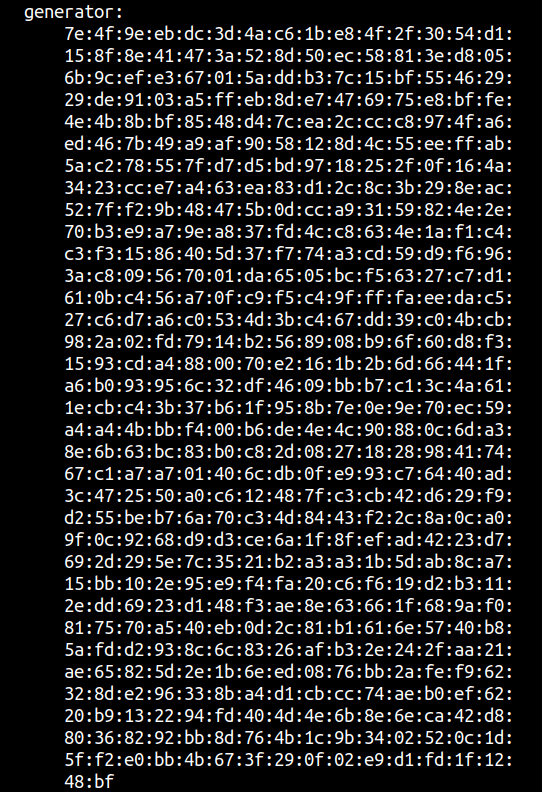 generator:
7e:4f:9e:eb:dc:3d:4a:c6:1b:e8:4f:2f:30:54:d1:
15:8f:8e:41:47:3a:52:8d:50:ec:58:81:3e:d8:05:
6b:9c:ef:e3:67:01:5a:dd:b3:7c:15:bf:55:46:29:
29:de:91:03:a5:ff:eb:8d:e7:47:69:75:e8:bf:fe:
4e:4b:8b:bf:85:48:d4:7c:ea:2c:cc:c8:97:4f:a6:
ed:46:7b:49:a9:af:90:58:12:8d:4c:55:ee:ff:ab:
5a:c2:78:55:7f:d7:d5:bd:97:18:25:2f:0f:16:4a:
34:23:cc:e7:a4:63:ea:83:d1:2c:8c:3b:29:8e:ac:
52:7f:f2:9b:48:47:5b:0d:cc:a9:31:59:82:4e:2e:
70:b3:e9:a7:9e:a8:37:fd:4c:c8:63:4e:1a:f1:c4:
c3:f3:15:86:40:5d:37:f7:74:a3:cd:59:d9:f6:96:
3a:c8:09:56:70:01:da:65:05:bc:f5:63:27:c7:d1:
61:0b:c4:56:a7:0f:c9:f5:c4:9f:ff:fa:ee:da:c5:
27:c6:d7:a6:c0:53:4d:3b:c4:67:dd:39:c0:4b:cb:
98:2a:02:fd:79:14:b2:56:89:08:b9:6f:60:d8:f3:
15:93:cd:a4:88:00:70:e2:16:1b:2b:6d:66:44:1f:
a6:b0:93:95:6c:32:df:46:09:bb:b7:c1:3c:4a:61:
1e:cb:c4:3b:37:b6:1f:95:8b:7e:0e:9e:70:ec:59:
a4:a4:4b:bb:f4:00:b6:de:4e:4c:90:88:0c:6d:a3:
8e:6b:63:bc:83:b0:c8:2d:08:27:18:28:98:41:74:
67:c1:a7:a7:01:40:6c:db:0f:e9:93:c7:64:40:ad:
3c:47:25:50:a0:c6:12:48:7f:c3:cb:42:d6:29:f9:
d2:55:be:b7:6a:70:c3:4d:84:43:f2:2c:8a:0c:a0:
9f:0c:92:68:d9:d3:ce:6a:1f:8f:ef:ad:42:23:d7:
69:2d:29:5e:7c:35:21:b2:a3:a3:1b:5d:ab:8c:a7:
15:bb:10:2e:95:e9:f4:fa:20:c6:f6:19:d2:b3:11:
2e:dd:69:23:d1:48:f3:ae:8e:63:66:1f:68:9a:f0:
81:75:70:a5:40:eb:0d:2c:81:b1:61:6e:57:40:b8:
5a:fd:d2:93:8c:6c:83:26:af:b3:2e:24:2f:aa:21:
ae:65:82:5d:2e:1b:6e:ed:08:76:bb:2a:fe:f9:62:
32:8d:e2:96:33:8b:a4:d1:cb:cc:74:ae:b0:ef:62:
20:b9:13:22:94:fd:40:4d:4e:6b:8e:6e:ca:42:d8:
80:36:82:92:bb:8d:76:4b:1c:9b:34:02:52:0c:1d:
5f:f2:e0:bb:4b:67:3f:29:0f:02:e9:d1:fd:1f:12:
48:bf